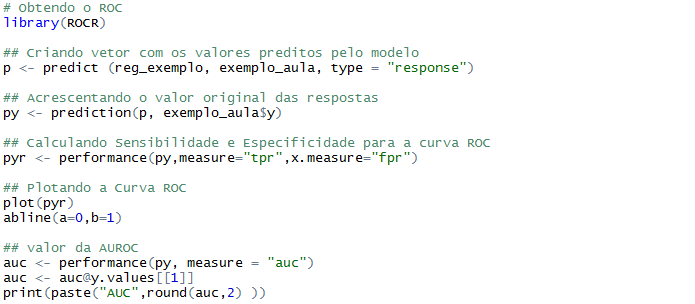 # Obtendo o ROC
library(ROCR)
## Criando vetor com os valores preditos pelo modelo
p <- predict (reg_exemplo, exemplo_aula, type = "response")
## Acrescentando o valor original das respostas
py <- prediction(p, exemplo_aula$y)
## Calculando Sensibilidade e Especificidade para a curva ROC
pyr <- performance(py,measure="tpr",x.measure="fpr")
## Plotando a Curva ROC
plot(pyr)
abline(a=0,b=1)
## valor da AUROC
auc <- performance(py, measure = "auc")
auc <- auc@y.values[[1]]
print(paste("AUC",round(auc,2) ))